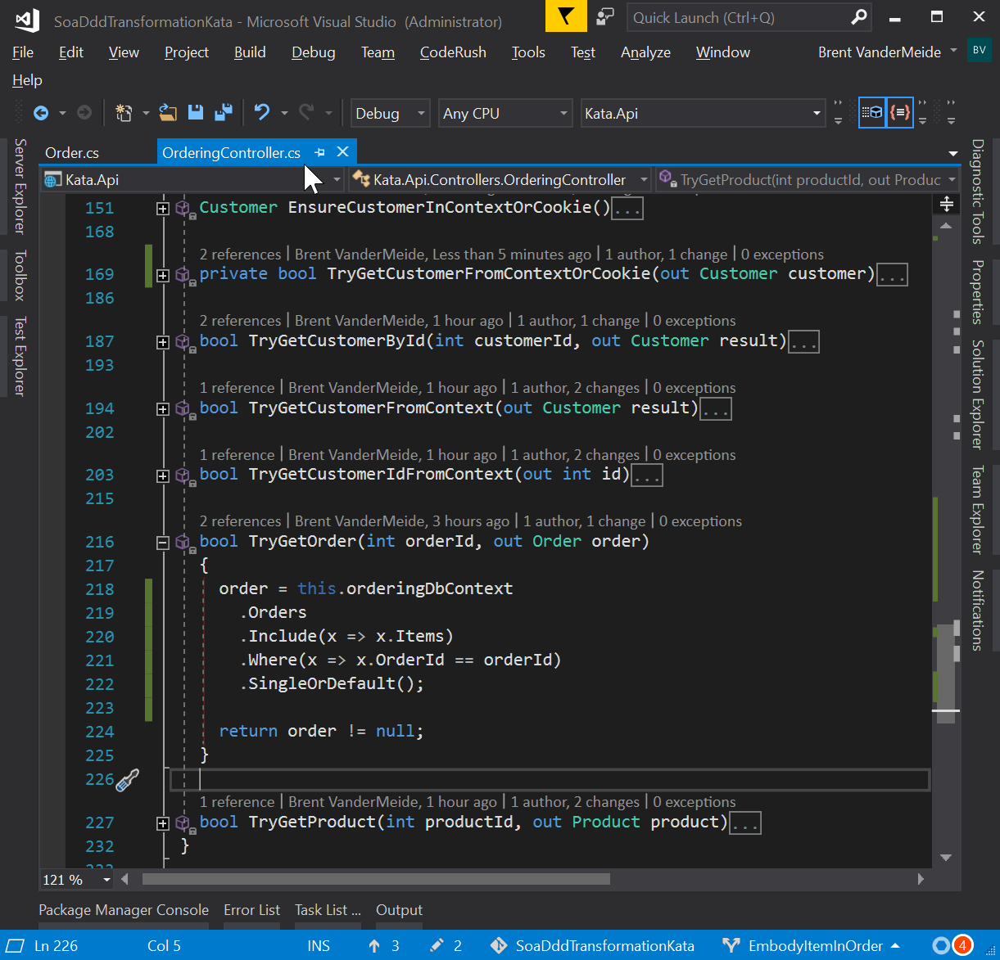 SoaDddTransformationKata - Microsoft Visual Studio (Administrator)
Quick Launch (Ctrl+Q)
File Edit View Project Build Debug Team CodeRush Tools Test Analyze Window Brent VanderMeide BV
Help
Debug Any CPU Kata.Api
Order.cs OrderingController.cs
Kata.Api Kata.Api.Controllers.OrderingController TryGetProduct(int productId, out Produc
Server Explorer
Toolbox
Test Explorer
151 Customer EnsureCustomerInContextOrCookie()...
168
2 references | Brent VanderMeide, Less than 5 minutes ago | 1 author, 1 change | 0 exceptions
169 private bool TryGetCustomerFromContextOrCookie(out Customer customer)...
186
2 references | Brent VanderMeide, 1 hour ago | 1 author, 1 change | 0 exceptions
187 bool TryGetCustomerById(int customerId, out Customer result)...
193
1 reference | Brent VanderMeide, 1 hour ago | 1 author, 2 changes | 0 exceptions
194 bool TryGetCustomerFromContext(out Customer result)...
202
1 reference | Brent VanderMeide, 1 hour ago | 1 author, 2 changes | 0 exceptions
203 bool TryGetCustomerIdFromContext(out int id)...
215
2 references | Brent VanderMeide, 3 hours ago | 1 author, 1 change | 0 exceptions
216 bool TryGetOrder(int orderId, out Order order)
217 {
218 order = this.orderingDbContext
219 .Orders
220 .Include(x => x.Items)
221 .Where(x => x.OrderId == orderId)
222 .SingleOrDefault();
223
224 return order != null;
225 }
226
1 reference | Brent VanderMeide, 1 hour ago | 1 author, 2 changes | 0 exceptions
227 bool TryGetProduct(int productId, out Product product)...
232 }
Diagnostic Tools
Properties
Solution Explorer
Team Explorer
Notifications
121 %
Package Manager Console Error List Task List ... Output
Ln 226 Col 5 INS 3 2 SoaDddTransformationKata EmbodyItemInOrder 4